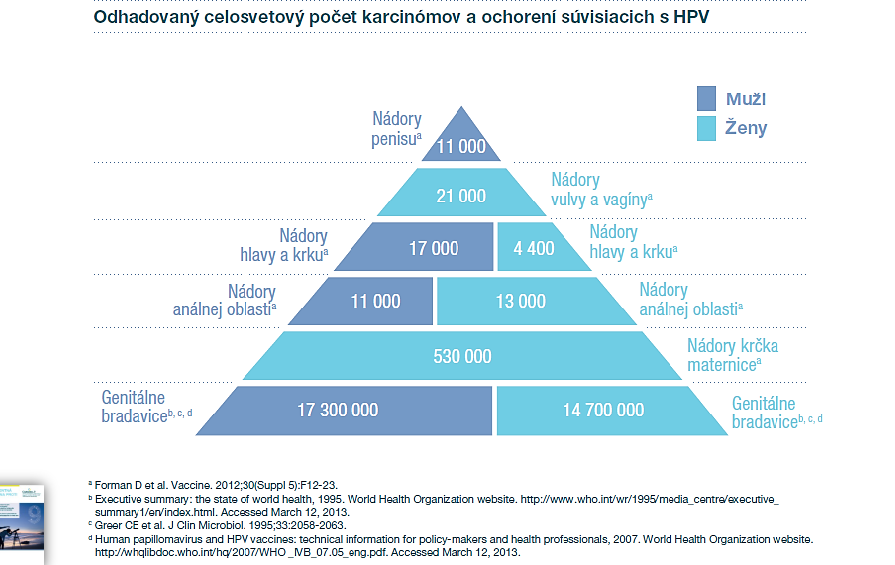 Odhadovaný celosvetový počet karcinómov a ochorení súvisiacich s HPV
Muži
Ženy
Nádory
penisuᵃ
11 000
21 000
Nádory
vulvy a vagínyᵃ
Nádory
hlavy a krkuᵃ
17 000
4 400
Nádory
hlavy a krkuᵃ
Nádory
análnej oblastiᵃ
11 000
13 000
Nádory
análnej oblastiᵃ
530 000
Nádory krčka
materniceᵃ
Genitálne
bradaviceᵇ, ᶜ, ᵈ
17 300 000
14 700 000
Genitálne
bradaviceᵇ, ᶜ, ᵈ
ᵃ Forman D et al. Vaccine. 2012;30(Suppl 5):F12-23.
ᵇ Executive summary: the state of world health, 1995. World Health Organization website. http://www.who.int/wr/1995/media_centre/executive_
summary1/en/index.html. Accessed March 12, 2013.
ᶜ Greer CE et al. J Clin Microbiol. 1995;33:2058-2063.
ᵈ Human papillomavirus and HPV vaccines: technical information for policy-makers and health professionals, 2007. World Health Organization website.
http://whqlibdoc.who.int/hq/2007/WHO_IVB_07.05_eng.pdf. Accessed March 12, 2013.
9